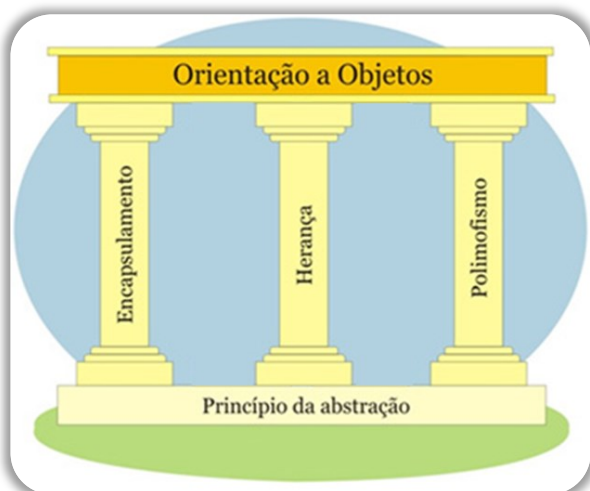 Orientação a Objetos
Encapsulamento
Herança
Polimofismo
Princípio da abstração